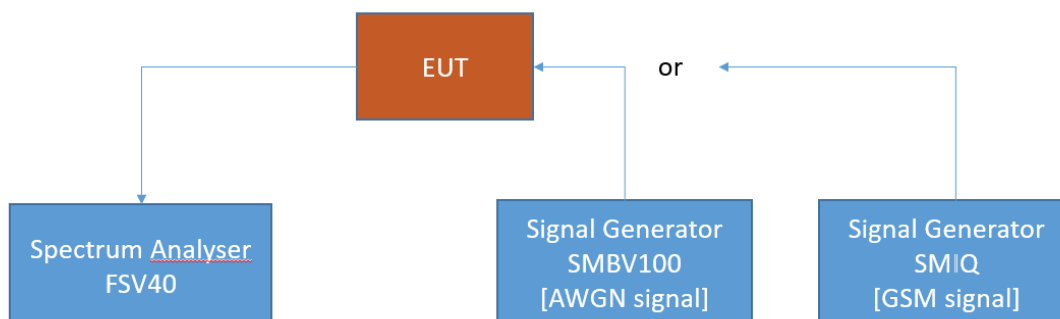 EUT
or
Spectrum Analyser
FSV40
Signal Generator
SMBV100
[AWGN signal]
Signal Generator
SMIQ
[GSM signal]